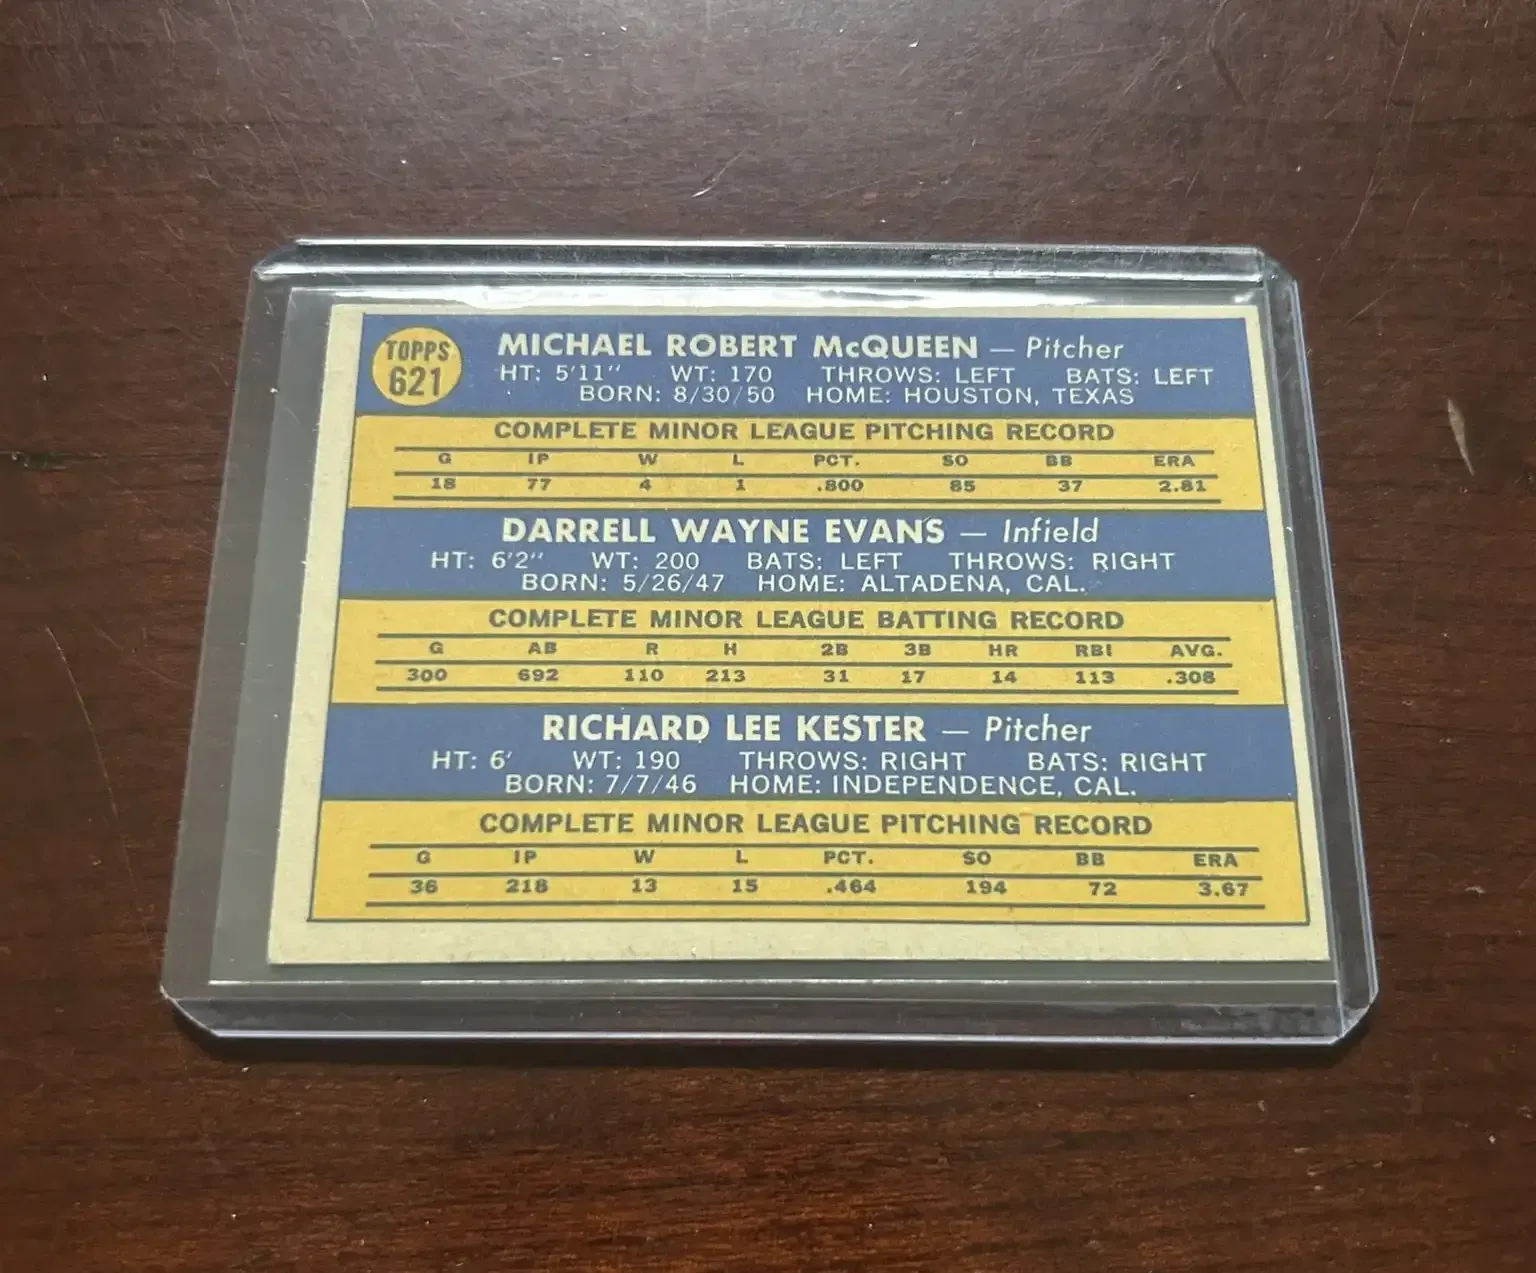 TOPPS
621
MICHAEL ROBERT McQUEEN — Pitcher
HT: 5'11" WT: 170 THROWS: LEFT BATS: LEFT
BORN: 8/30/50 HOME: HOUSTON, TEXAS
COMPLETE MINOR LEAGUE PITCHING RECORD
G IP W L PCT. SO BB ERA
18 77 4 1 .800 85 37 2.81
DARRELL WAYNE EVANS — Infield
HT: 6'2" WT: 200 BATS: LEFT THROWS: RIGHT
BORN: 5/26/47 HOME: ALTADENA, CAL.
COMPLETE MINOR LEAGUE BATTING RECORD
G AB R H 2B 3B HR RBI AVG.
300 692 110 213 31 17 14 113 .308
RICHARD LEE KESTER — Pitcher
HT: 6' WT: 190 THROWS: RIGHT BATS: RIGHT
BORN: 7/7/46 HOME: INDEPENDENCE, CAL.
COMPLETE MINOR LEAGUE PITCHING RECORD
G IP W L PCT. SO BB ERA
36 218 13 15 .464 194 72 3.67